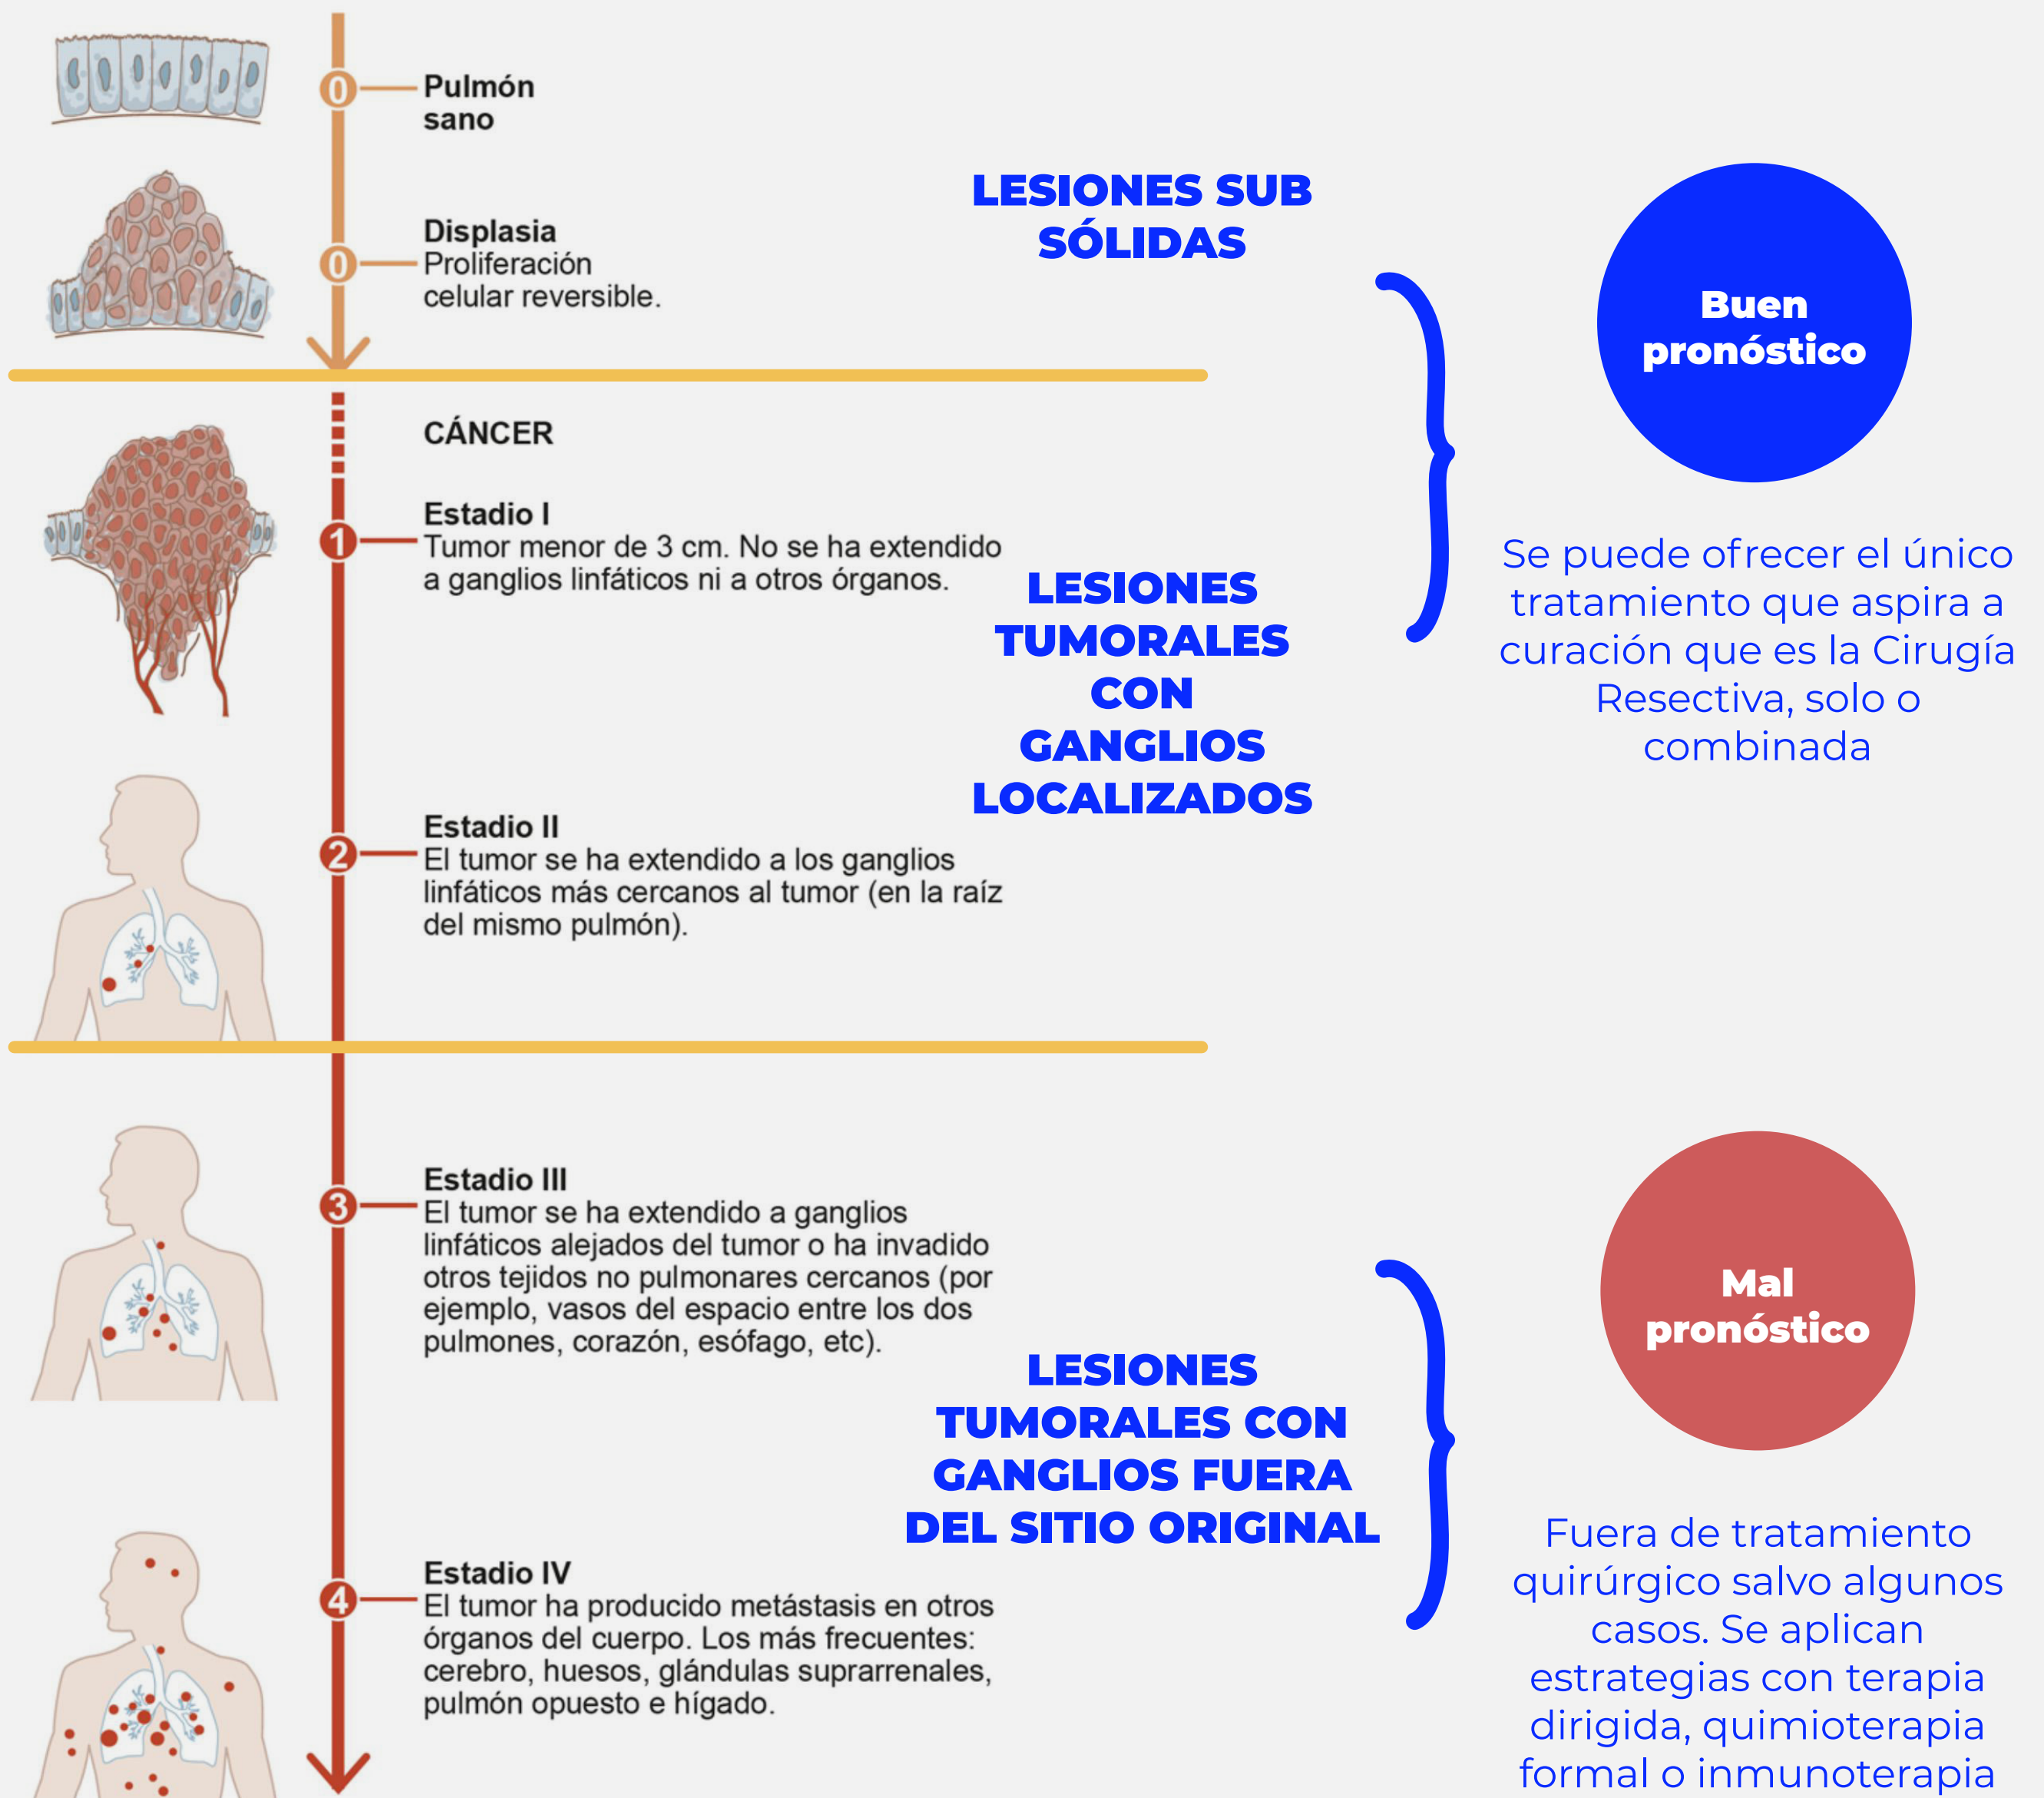 0
Pulmón
sano
0
Displasia
Proliferación
celular reversible.
LESIONES SUB
SÓLIDAS
Buen
pronóstico
CÁNCER
1
Estadio I
Tumor menor de 3 cm. No se ha extendido
a ganglios linfáticos ni a otros órganos.
LESIONES
TUMORALES
CON
GANGLIOS
LOCALIZADOS
Se puede ofrecer el único
tratamiento que aspira a
curación que es la Cirugía
Resectiva, solo o
combinada
2
Estadio II
El tumor se ha extendido a los ganglios
linfáticos más cercanos al tumor (en la raíz
del mismo pulmón).
3
Estadio III
El tumor se ha extendido a ganglios
linfáticos alejados del tumor o ha invadido
otros tejidos no pulmonares cercanos (por
ejemplo, vasos del espacio entre los dos
pulmones, corazón, esófago, etc).
LESIONES
TUMORALES CON
GANGLIOS FUERA
DEL SITIO ORIGINAL
Mal
pronóstico
4
Estadio IV
El tumor ha producido metástasis en otros
órganos del cuerpo. Los más frecuentes:
cerebro, huesos, glándulas suprarrenales,
pulmón opuesto e hígado.
Fuera de tratamiento
quirúrgico salvo algunos
casos. Se aplican
estrategias con terapia
dirigida, quimioterapia
formal o inmunoterapia